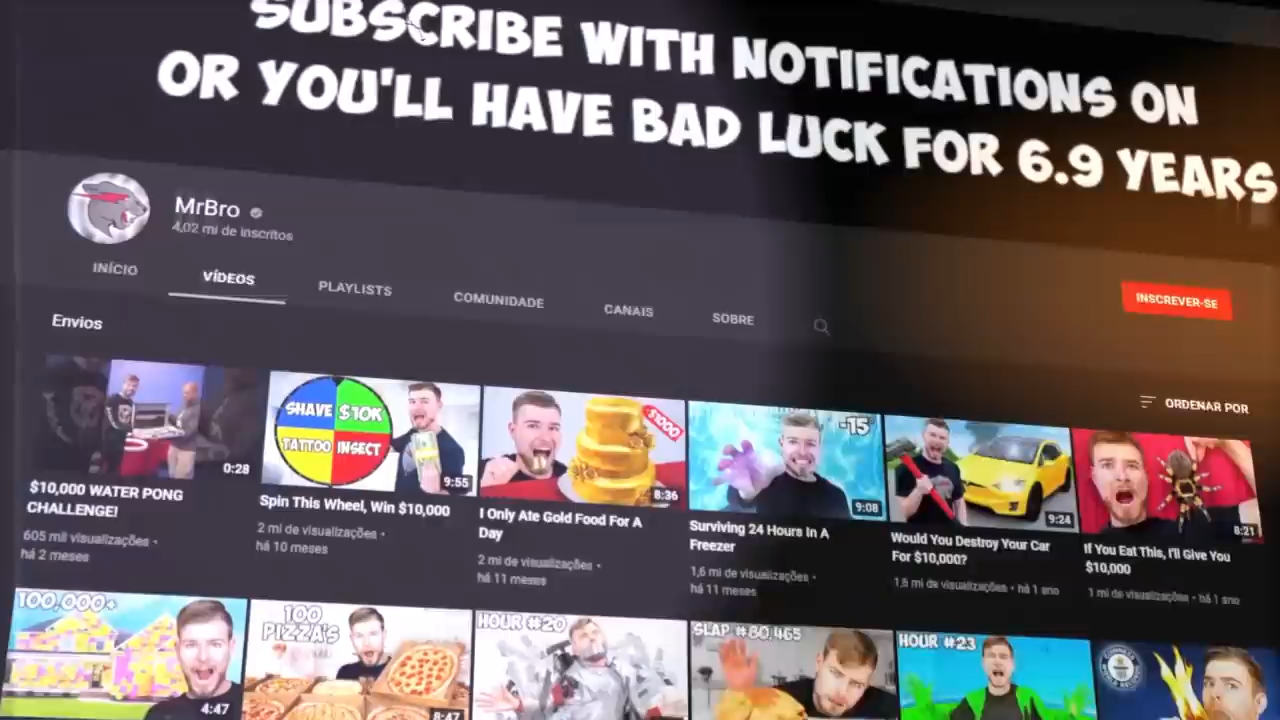 SUBSCRIBE WITH NOTIFICATIONS ON
OR YOU'LL HAVE BAD LUCK FOR 6.9 YEARS
MrBro
4,02 mi de inscritos
INÍCIO
VÍDEOS
PLAYLISTS
COMUNIDADE
CANAIS
SOBRE
INSCREVER-SE
Envios
ORDENAR POR
0:28
$10,000 WATER PONG
CHALLENGE!
605 mil visualizações •
há 2 meses
SHAVE $10K
TATTOO INSECT
9:55
Spin This Wheel, Win $10,000
2 mi de visualizações •
há 10 meses
$1000
8:36
I Only Ate Gold Food For A
Day
2 mi de visualizações •
há 11 meses
-15°
9:08
Surviving 24 Hours In A
Freezer
1,6 mi de visualizações •
há 11 meses
9:24
Would You Destroy Your Car
For $10,000?
1,6 mi de visualizações • há 1 ano
8:21
If You Eat This, I'll Give You
$10,000
1 mi de visualizações • há 1 ano
100,000+
4:47
100
PIZZA'S
8:47
HOUR #20
SLAP #80,465
HOUR #23